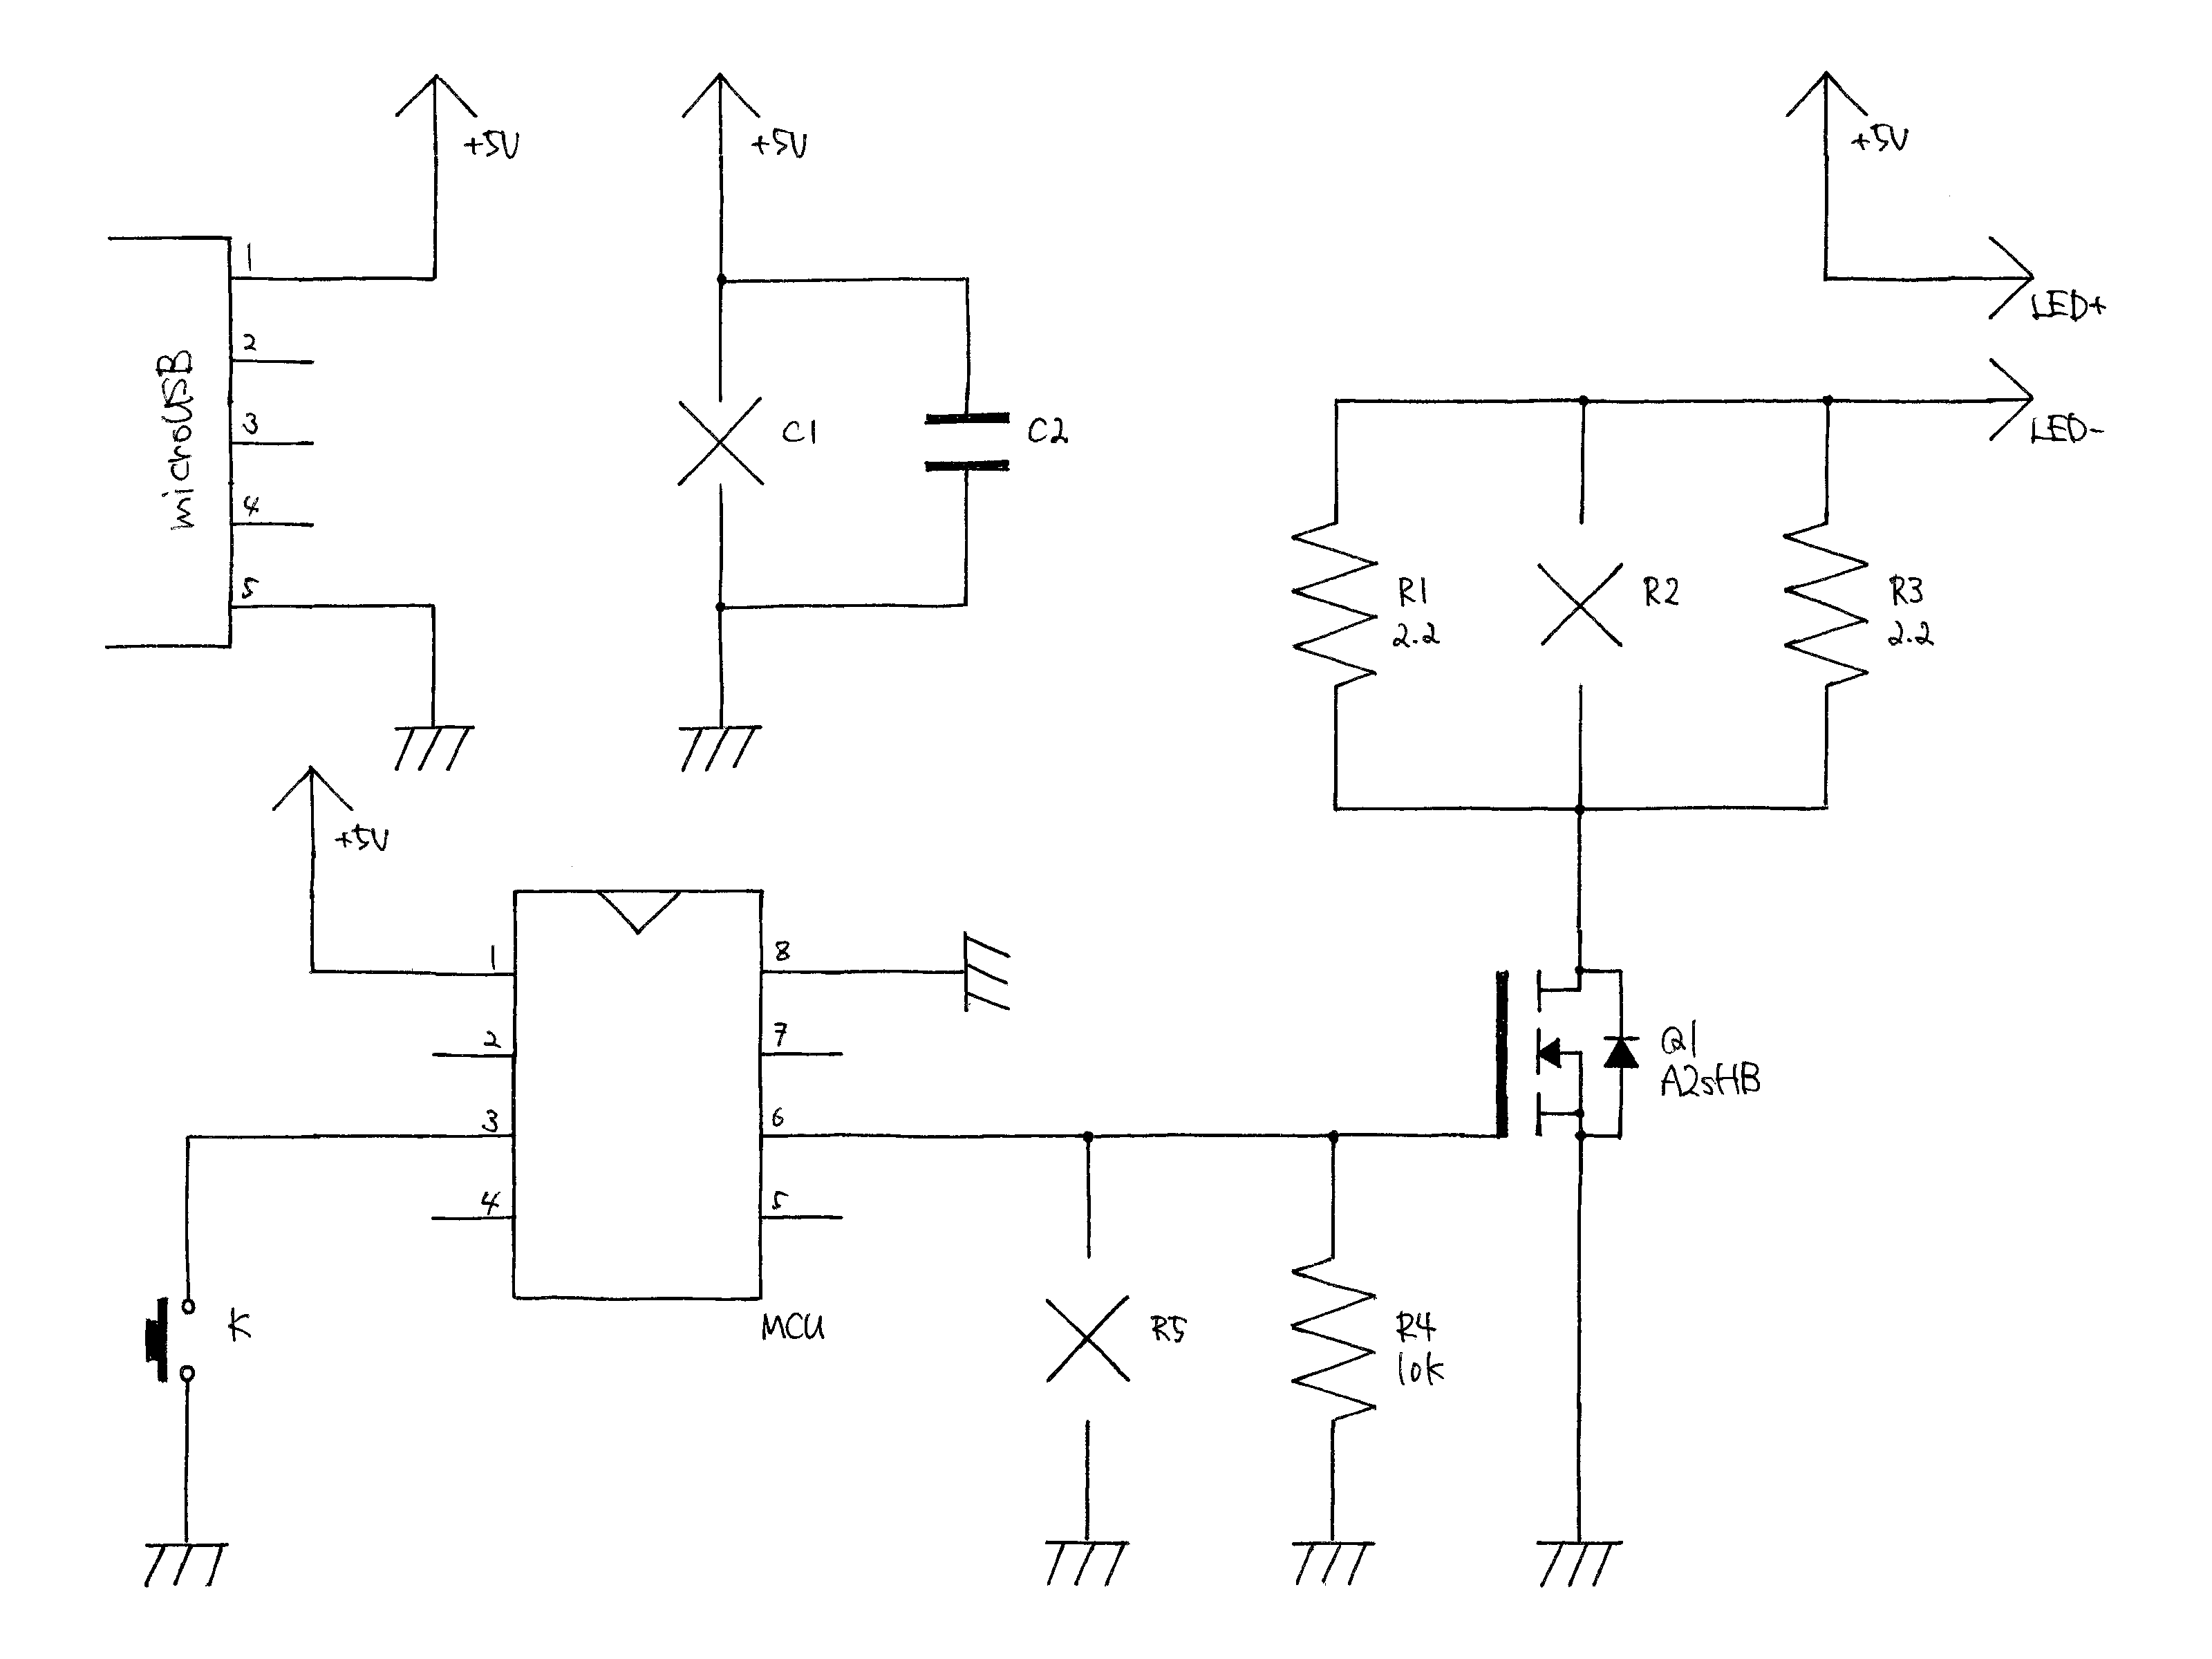 +5V
+5V
+5V
1
LED+
2
microUSB
3
C1
C2
LED-
4
5
R1
2.2
R2
R3
2.2
+5V
1
8
2
7
Q1
A2sHB
3
6
4
5
K
MCU
R5
R4
10k